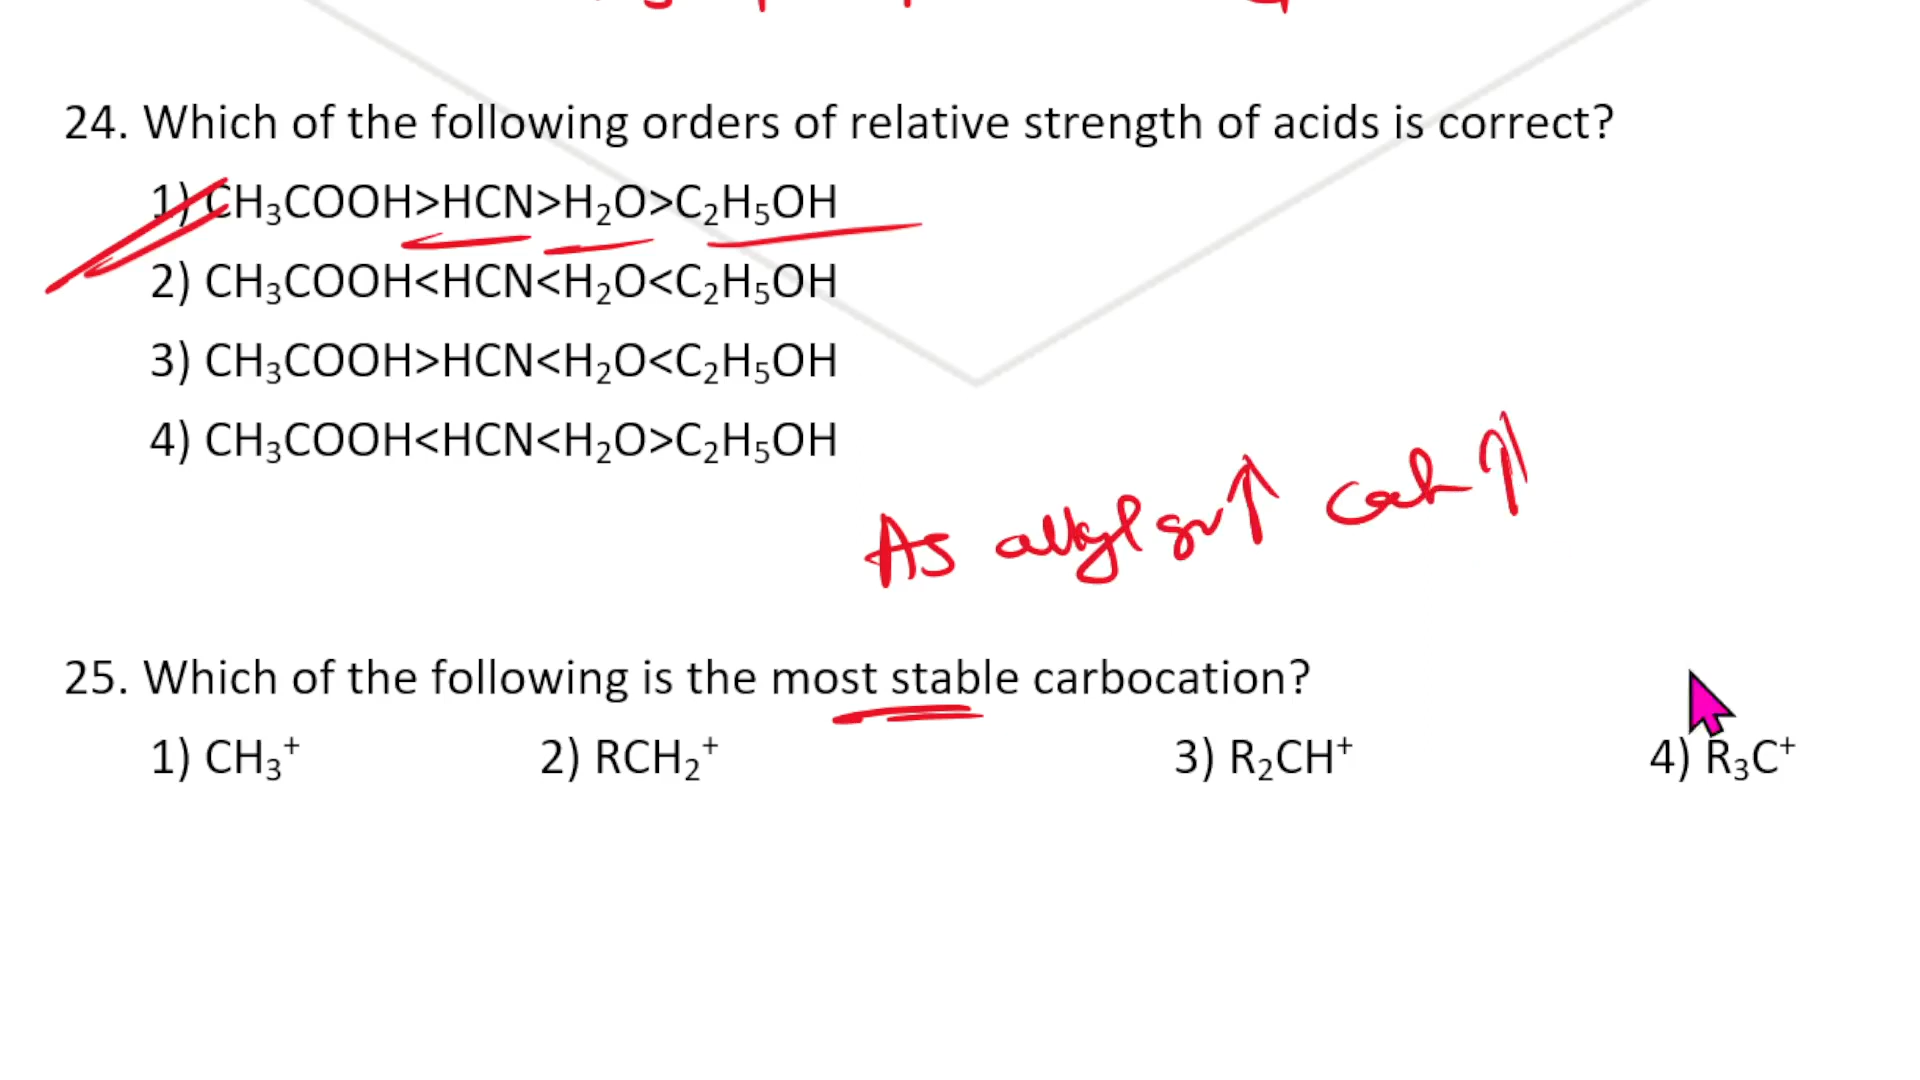 24. Which of the following orders of relative strength of acids is correct?
1) CH₃COOH>HCN>H₂O>C₂H₅OH
2) CH₃COOH<HCN<H₂O<C₂H₅OH
3) CH₃COOH>HCN<H₂O<C₂H₅OH
4) CH₃COOH<HCN<H₂O>C₂H₅OH
As alkyl gr↑ ↑
25. Which of the following is the most stable carbocation?
1) CH₃⁺ 2) RCH₂⁺ 3) R₂CH⁺ 4) R₃C⁺